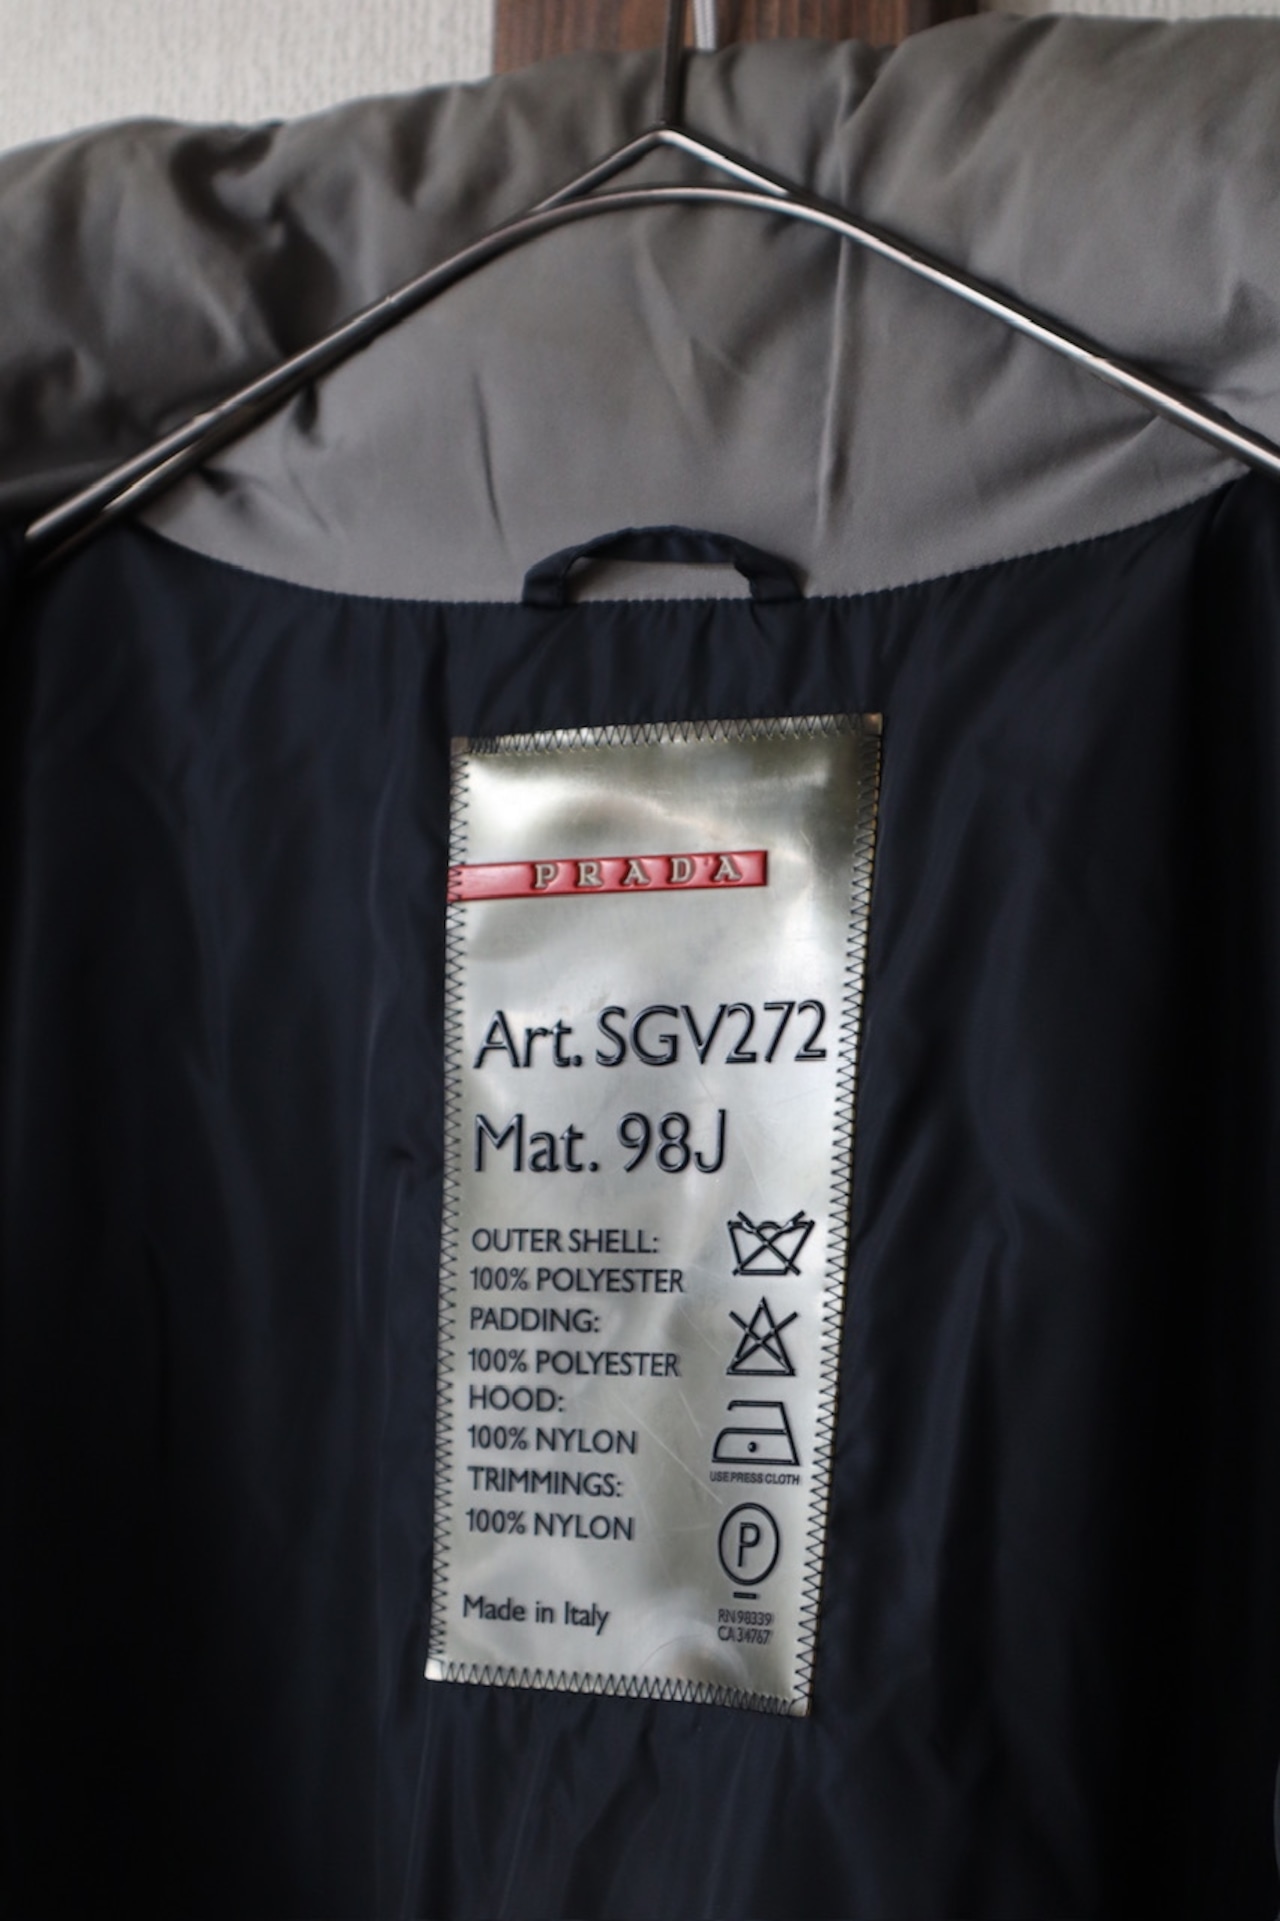 PRADA
Art. SGV272
Mat. 98J
OUTER SHELL:
100% POLYESTER
PADDING:
100% POLYESTER
HOOD:
100% NYLON
TRIMMINGS:
100% NYLON
Made in Italy
USE PRESS CLOTH
P
RN 98339
CA 34767